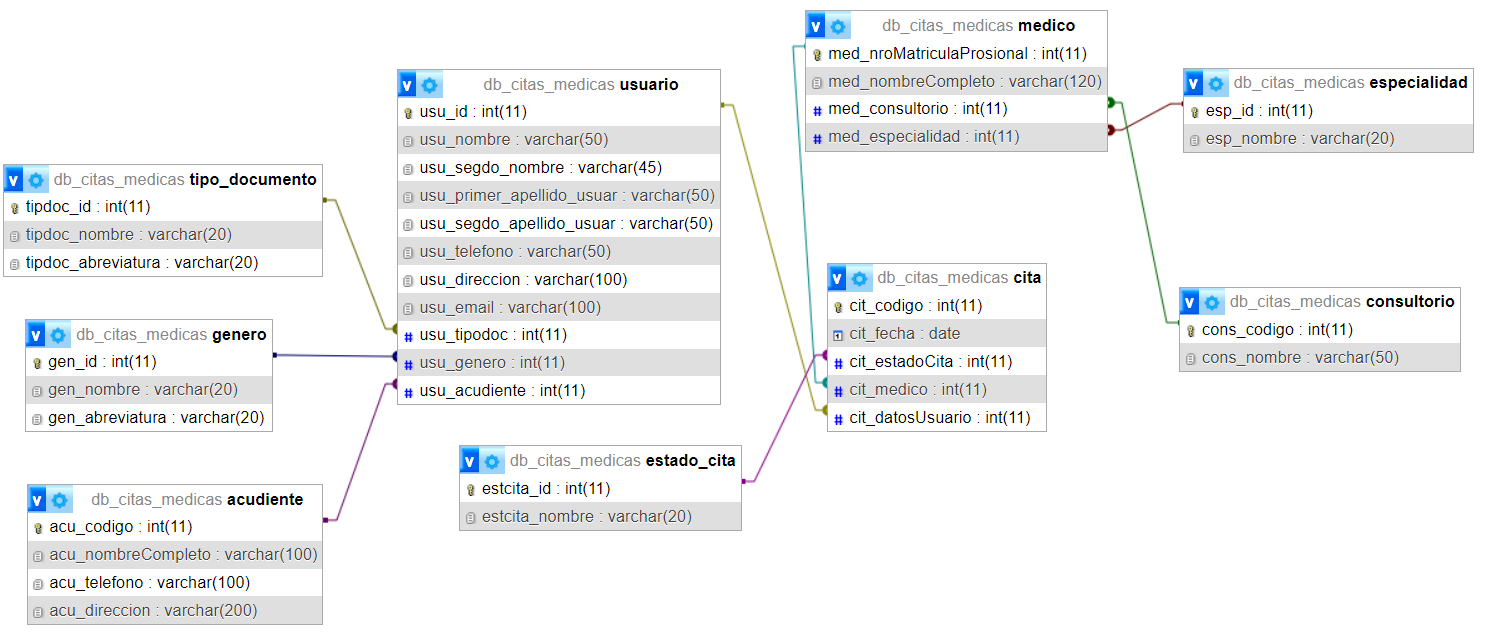 db_citas_medicas tipo_documento
tipdoc_id : int(11)
tipdoc_nombre : varchar(20)
tipdoc_abreviatura : varchar(20)
db_citas_medicas genero
gen_id : int(11)
gen_nombre : varchar(20)
gen_abreviatura : varchar(20)
db_citas_medicas acudiente
acu_codigo : int(11)
acu_nombreCompleto : varchar(100)
acu_telefono : varchar(100)
acu_direccion : varchar(200)
db_citas_medicas usuario
usu_id : int(11)
usu_nombre : varchar(50)
usu_segdo_nombre : varchar(45)
usu_primer_apellido_usuar : varchar(50)
usu_segdo_apellido_usuar : varchar(50)
usu_telefono : varchar(50)
usu_direccion : varchar(100)
usu_email : varchar(100)
usu_tipodoc : int(11)
usu_genero : int(11)
usu_acudiente : int(11)
db_citas_medicas estado_cita
estcita_id : int(11)
estcita_nombre : varchar(20)
db_citas_medicas medico
med_nroMatriculaProsional : int(11)
med_nombreCompleto : varchar(120)
med_consultorio : int(11)
med_especialidad : int(11)
db_citas_medicas cita
cit_codigo : int(11)
cit_fecha : date
cit_estadoCita : int(11)
cit_medico : int(11)
cit_datosUsuario : int(11)
db_citas_medicas especialidad
esp_id : int(11)
esp_nombre : varchar(20)
db_citas_medicas consultorio
cons_codigo : int(11)
cons_nombre : varchar(50)